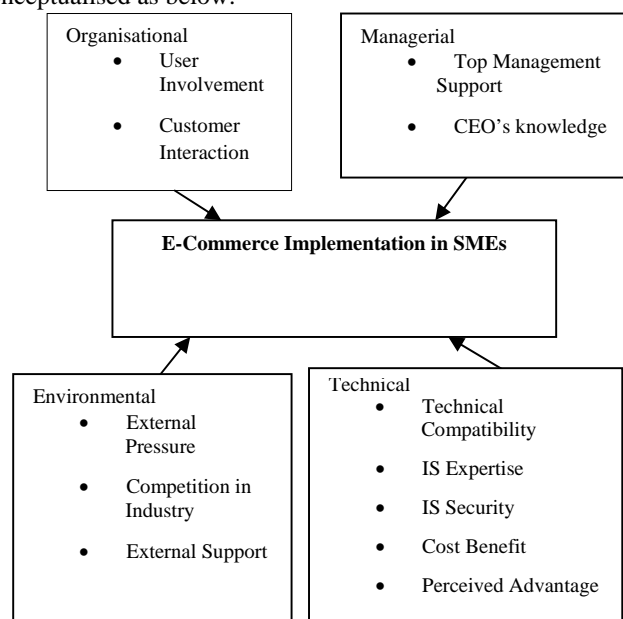 nceptualised as below:
Organisational
• User
Involvement
• Customer
Interaction
Managerial
• Top Management
Support
• CEO's knowledge
E-Commerce Implementation in SMEs
Environmental
• External
Pressure
• Competition in
Industry
• External Support
Technical
• Technical
Compatibility
• IS Expertise
• IS Security
• Cost Benefit
• Perceived Advantage